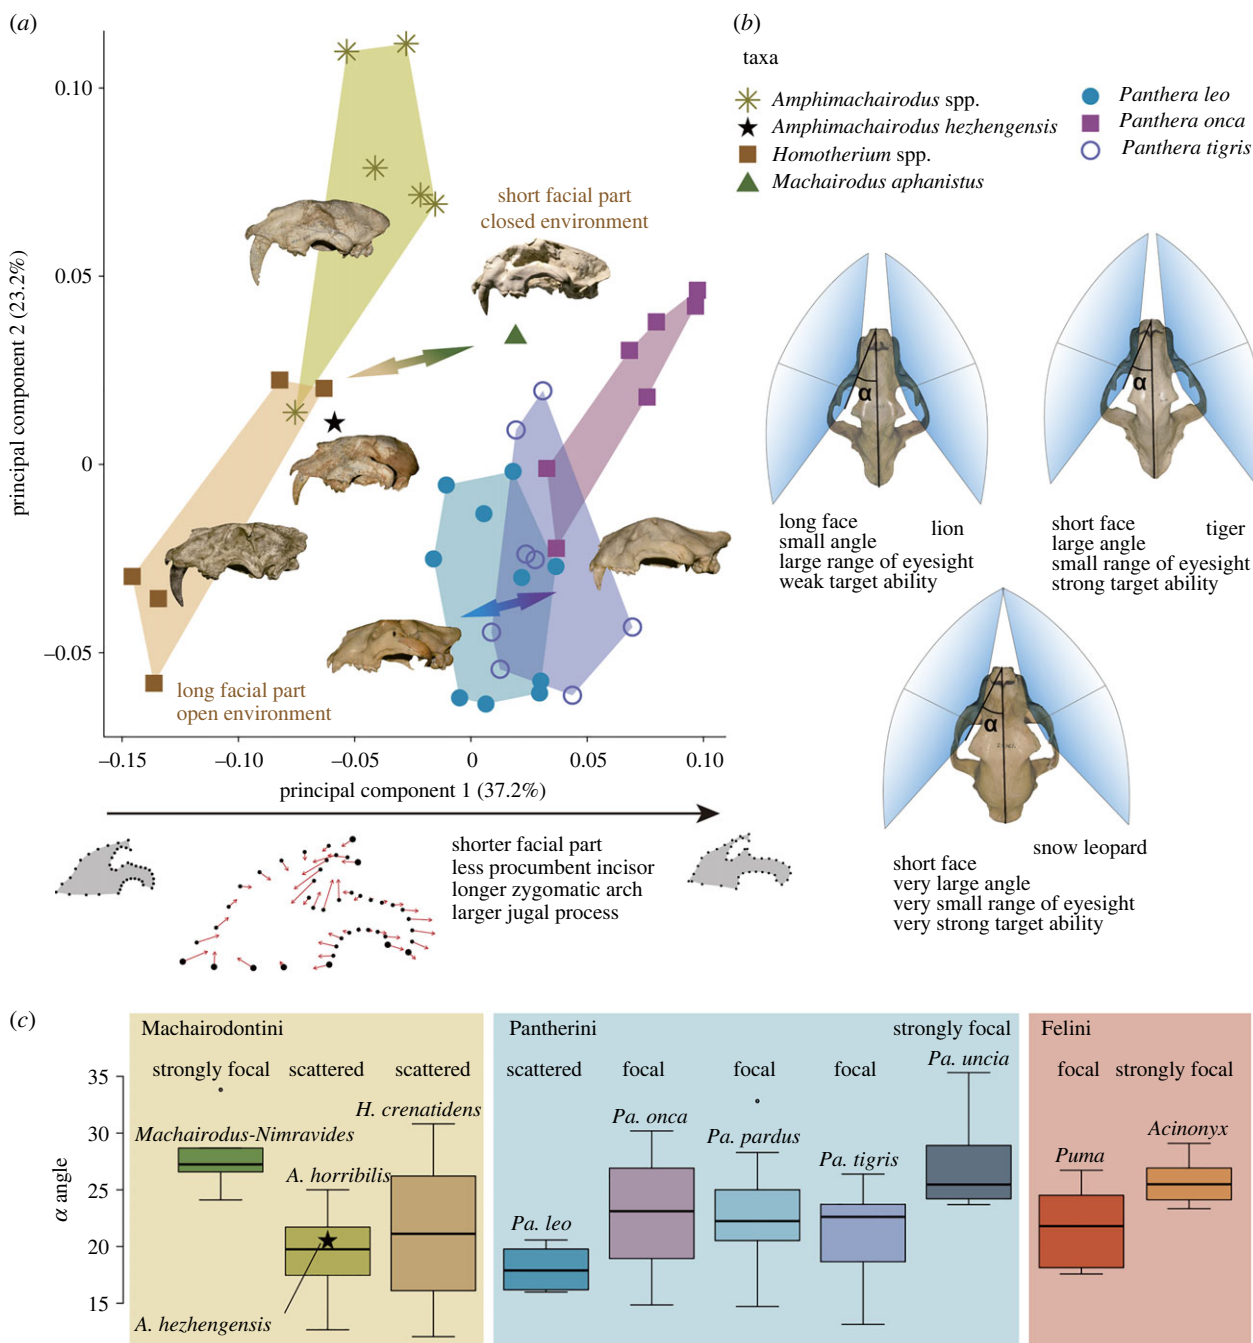 (a)
0.10
0.05
0
−0.05
principal component 2 (23.2%)
short facial part
closed environment
long facial part
open environment
−0.15
−0.10
−0.05
0
0.05
0.10
principal component 1 (37.2%)
shorter facial part
less procumbent incisor
longer zygomatic arch
larger jugal process
(b)
taxa
Amphimachairodus spp.
Amphimachairodus hezhengensis
Homotherium spp.
Machairodus aphanistus
Panthera leo
Panthera onca
Panthera tigris
α
long face
small angle
large range of eyesight
weak target ability
lion
α
short face
large angle
small range of eyesight
strong target ability
tiger
α
snow leopard
short face
very large angle
very small range of eyesight
very strong target ability
(c)
α angle
35
30
25
20
15
Machairodontini
strongly focal
scattered
scattered
Machairodus-Nimravides
A. horribilis
H. crenatidens
A. hezhengensis
Pantherini
scattered
focal
focal
focal
strongly focal
Pa. leo
Pa. onca
Pa. pardus
Pa. tigris
Pa. uncia
Felini
focal
strongly focal
Puma
Acinonyx